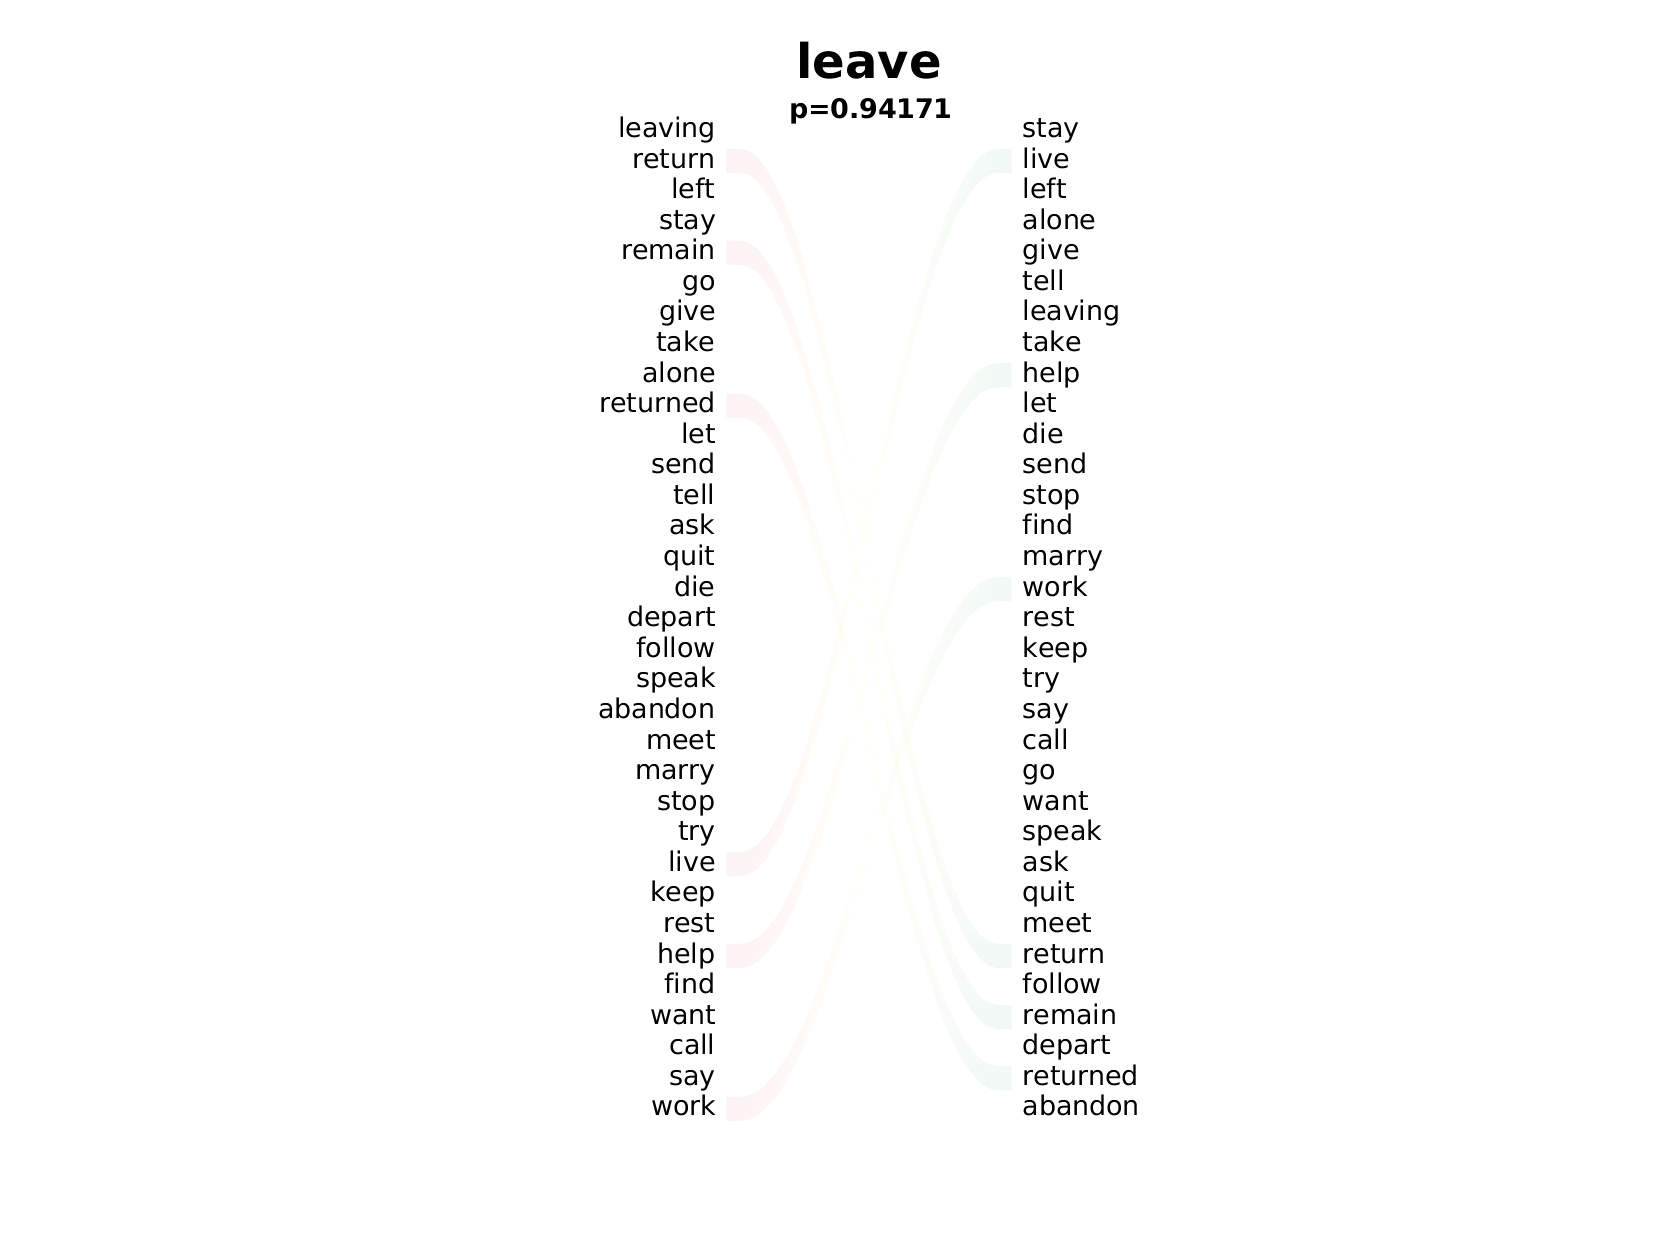 leave
p=0.94171
leaving stay
return live
left left
stay alone
remain give
go tell
give leaving
take take
alone help
returned let
let die
send send
tell stop
ask find
quit marry
die work
depart rest
follow keep
speak try
abandon say
meet call
marry go
stop want
try speak
live ask
keep quit
rest meet
help return
find follow
want remain
call depart
say returned
work abandon